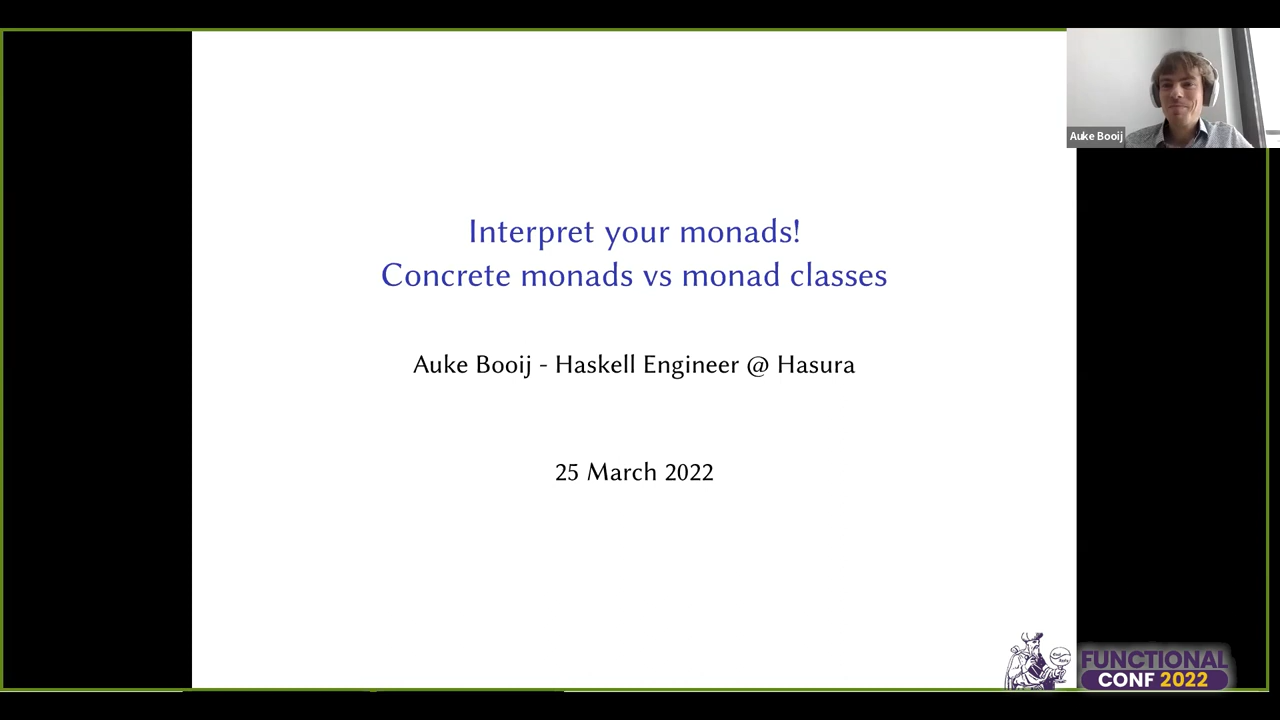 Auke Booij
Interpret your monads!
Concrete monads vs monad classes
Auke Booij - Haskell Engineer @ Hasura
25 March 2022
FUNCTIONAL
CONF 2022